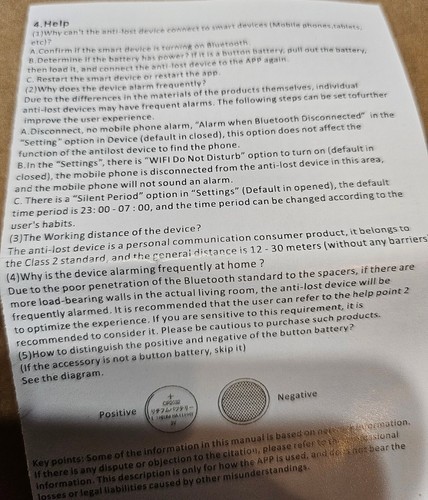 4.Help
(1)Why can't the anti-lost device connect to smart devices (Mobile phones,tablets,
etc)?
A.Confirm if the smart device is turning on Bluetooth.
B.Determine if the battery has power? If it is a button battery, pull out the battery,
then load it, and connect the anti-lost device to the APP again.
C. Restart the smart device or restart the app.
(2)Why does the device alarm frequently?
Due to the differences in the materials of the products themselves, individual
anti-lost devices may have frequent alarms. The following steps can be set tofurther
improve the user experience.
A.Disconnect, no mobile phone alarm, "Alarm when Bluetooth Disconnected" in the
"Setting" option in Device (default in closed), this option does not affect the
function of the antilost device to find the phone.
B.In the "Settings", there is "WIFI Do Not Disturb" option to turn on (default in
closed), the mobile phone is disconnected from the anti-lost device in this area,
and the mobile phone will not sound an alarm.
C. There is a "Silent Period" option in "Settings" (Default in opened), the default
time period is 23: 00 - 07 : 00, and the time period can be changed according to the
user's habits.
(3)The Working distance of the device?
The anti-lost device is a personal communication consumer product, it belongs to
the Class 2 standard, and the general distance is 12 - 30 meters (without any barriers)
(4)Why is the device alarming frequently at home ?
Due to the poor penetration of the Bluetooth standard to the spacers, if there are
more load-bearing walls in the actual living room, the anti-lost device will be
frequently alarmed. It is recommended that the user can refer to the help point 2
to optimize the experience. If you are sensitive to this requirement, it is
recommended to consider it. Please be cautious to purchase such products.
(5)How to distinguish the positive and negative of the button battery?
(If the accessory is not a button battery, skip it)
See the diagram.
Positive
+
CR2032
リチウムバッテリー
3V
Negative
Key points: Some of the information in this manual is based on information.
If there is any dispute or objection to the citation, please refer to
information. This description is only for how the APP is used, and does not bear the
losses or legal liabilities caused by other misunderstandings.